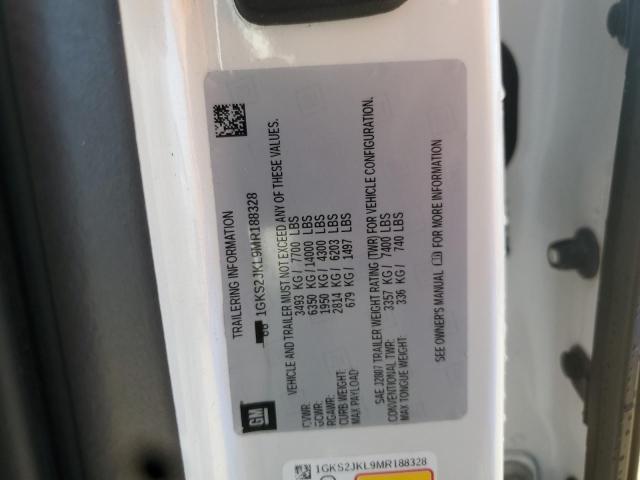 TRAILERING INFORMATION
1GKS2JKL9MR188328
VEHICLE AND TRAILER MUST NOT EXCEED ANY OF THESE VALUES.
GVWR: 3493 KG / 7700 LBS
GCWR: 6350 KG / 14000 LBS
RGAWR: 1950 KG / 4300 LBS
CURB WEIGHT: 2814 KG / 6203 LBS
MAX PAYLOAD: 679 KG / 1497 LBS
SAE J2807 TRAILER WEIGHT RATING (TWR) FOR VEHICLE CONFIGURATION.
CONVENTIONAL TWR: 3357 KG / 7400 LBS
MAX TONGUE WEIGHT: 336 KG / 740 LBS
SEE OWNER'S MANUAL FOR MORE INFORMATION
GM
1GKS2JKL9MR188328